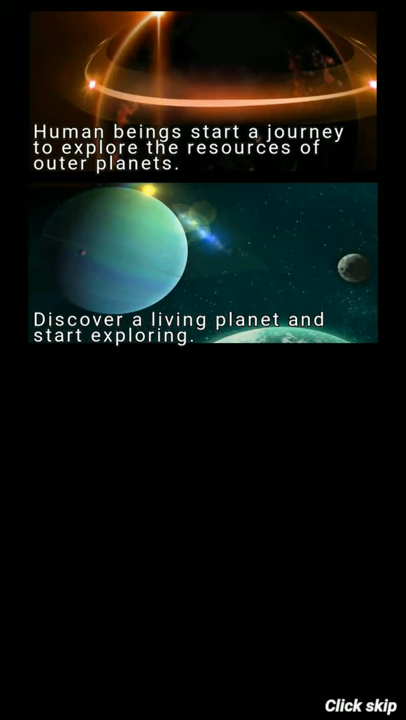 Human beings start a journey
to explore the resources of
outer planets.
Discover a living planet and
start exploring.
Click skip